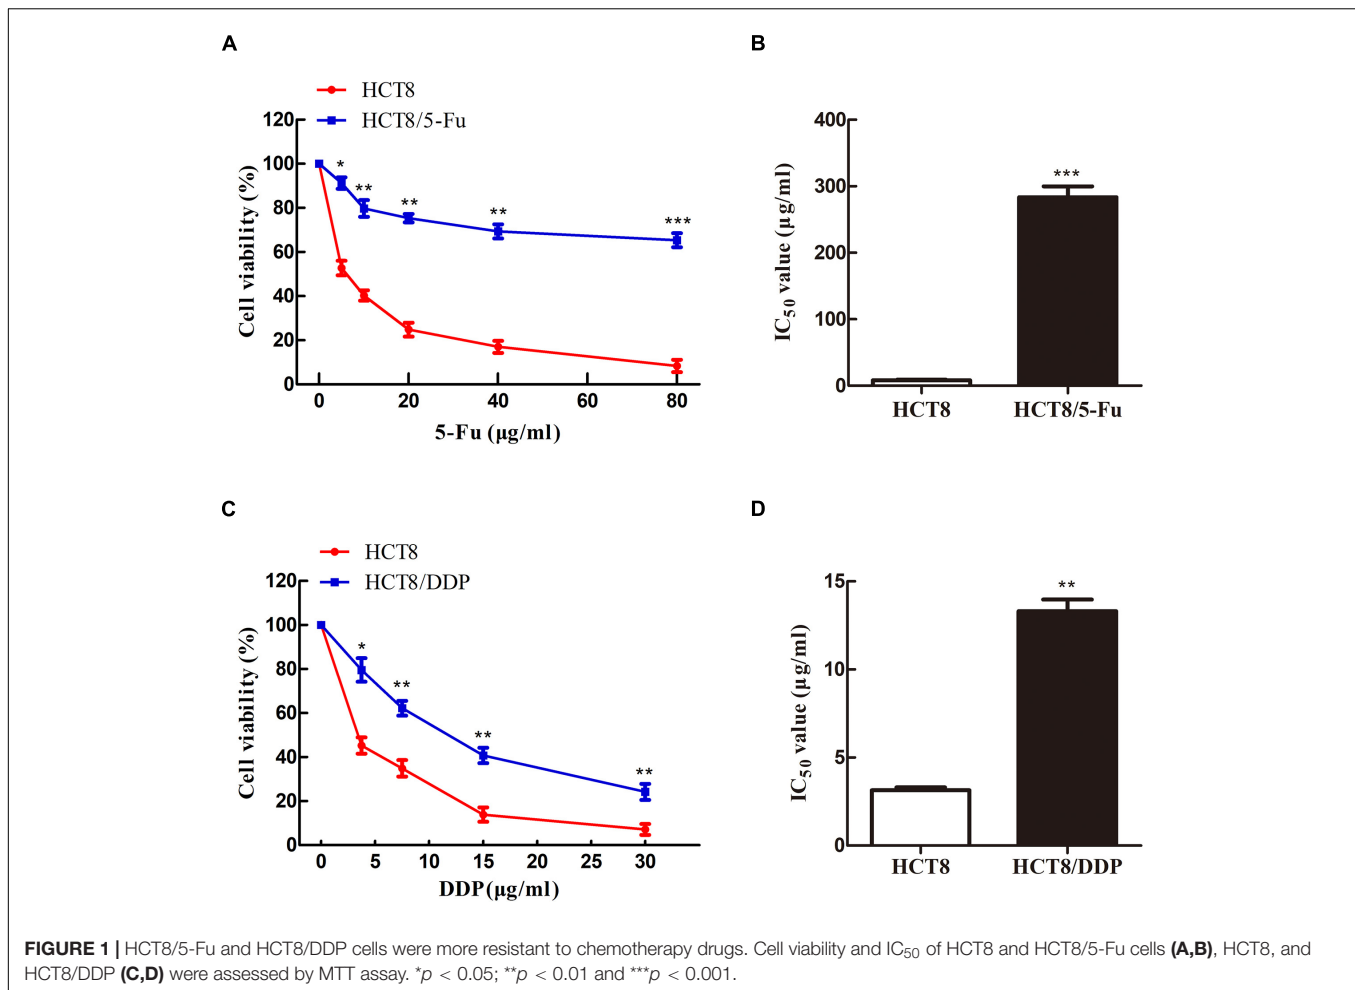 A
HCT8
HCT8/5-Fu
120
100
80
60
40
20
0
Cell viability (%)
*
**
**
**
***
0
20
40
60
80
5-Fu (µg/ml)
B
400
300
200
100
0
IC50 value (µg/ml)
***
HCT8
HCT8/5-Fu
C
HCT8
HCT8/DDP
120
100
80
60
40
20
0
Cell viability (%)
*
**
**
**
0
5
10
15
20
25
30
DDP(µg/ml)
D
15
10
5
0
IC50 value (µg/ml)
**
HCT8
HCT8/DDP
FIGURE 1 | HCT8/5-Fu and HCT8/DDP cells were more resistant to chemotherapy drugs. Cell viability and IC50 of HCT8 and HCT8/5-Fu cells (A,B), HCT8, and
HCT8/DDP (C,D) were assessed by MTT assay. *p < 0.05; **p < 0.01 and ***p < 0.001.